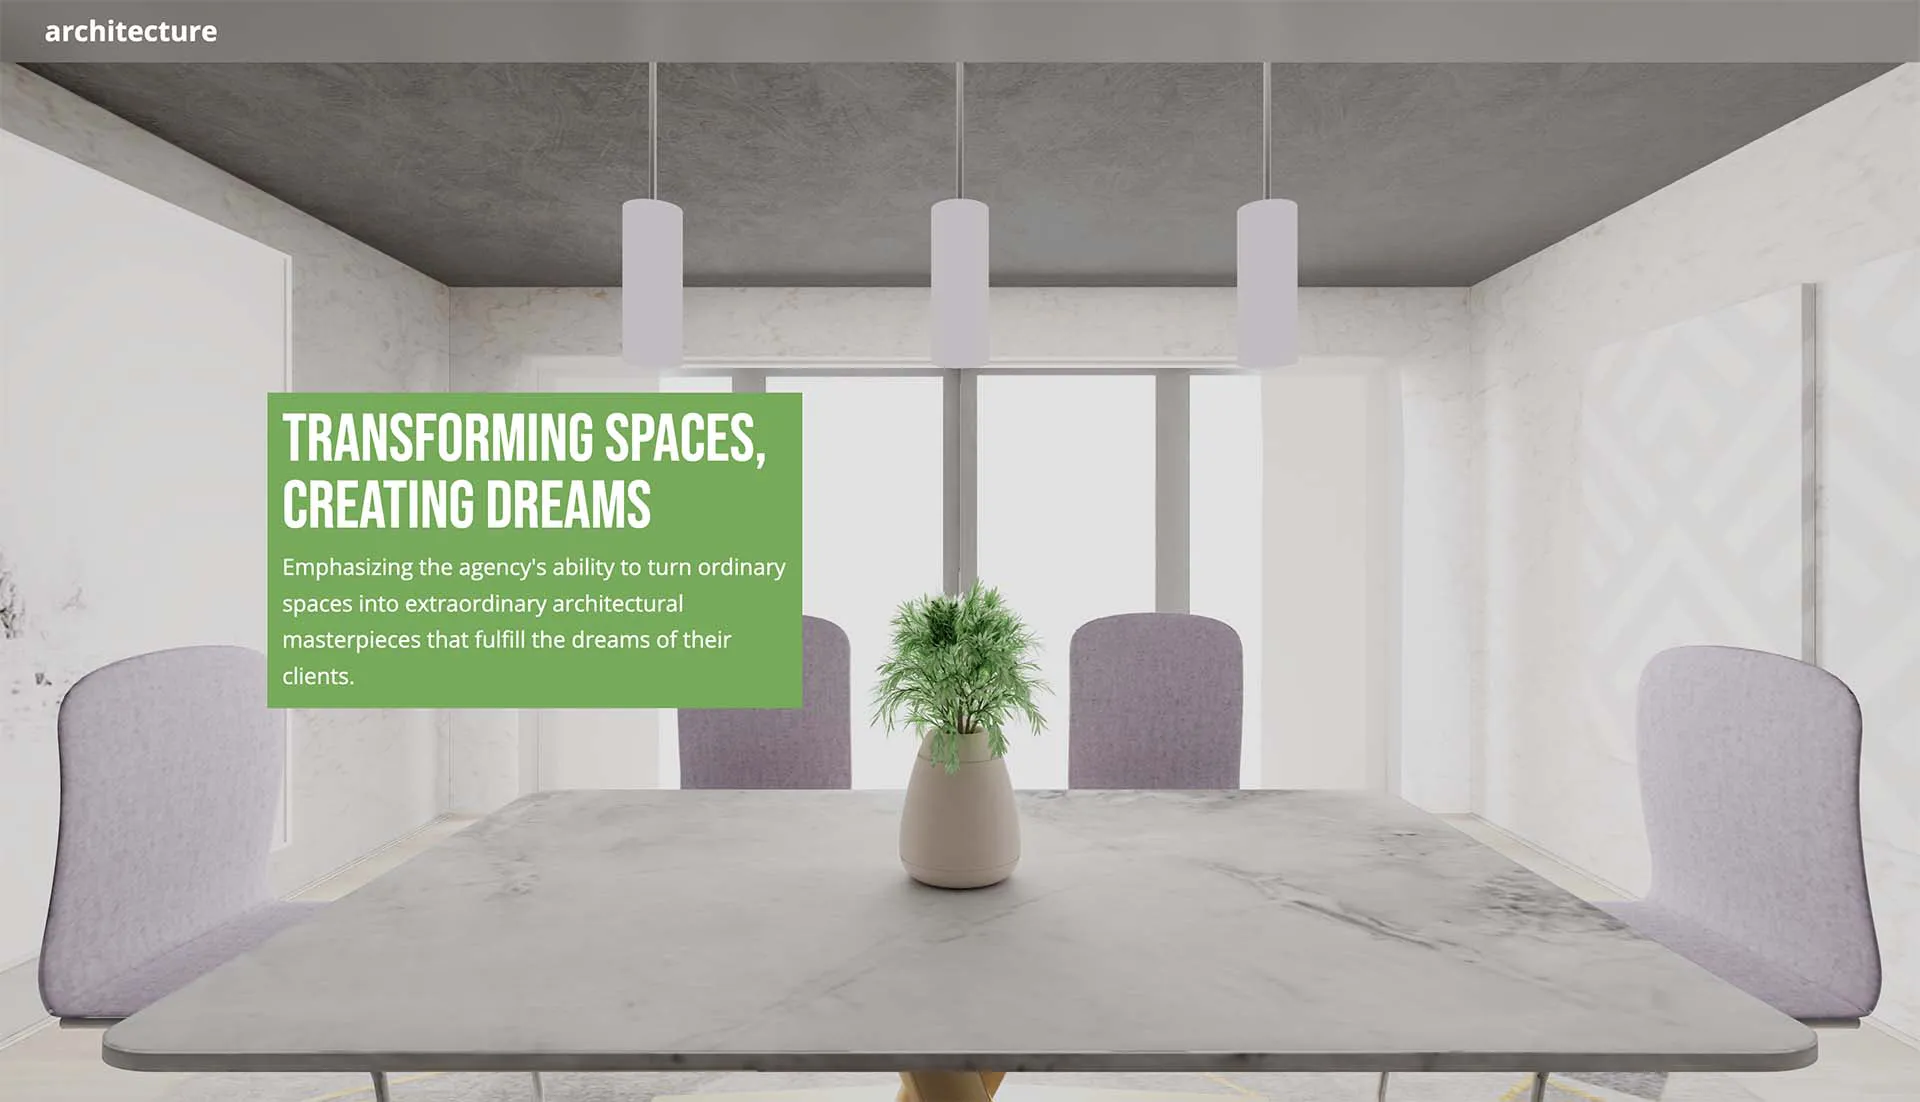 architecture
TRANSFORMING SPACES,
CREATING DREAMS
Emphasizing the agency's ability to turn ordinary
spaces into extraordinary architectural
masterpieces that fulfill the dreams of their
clients.